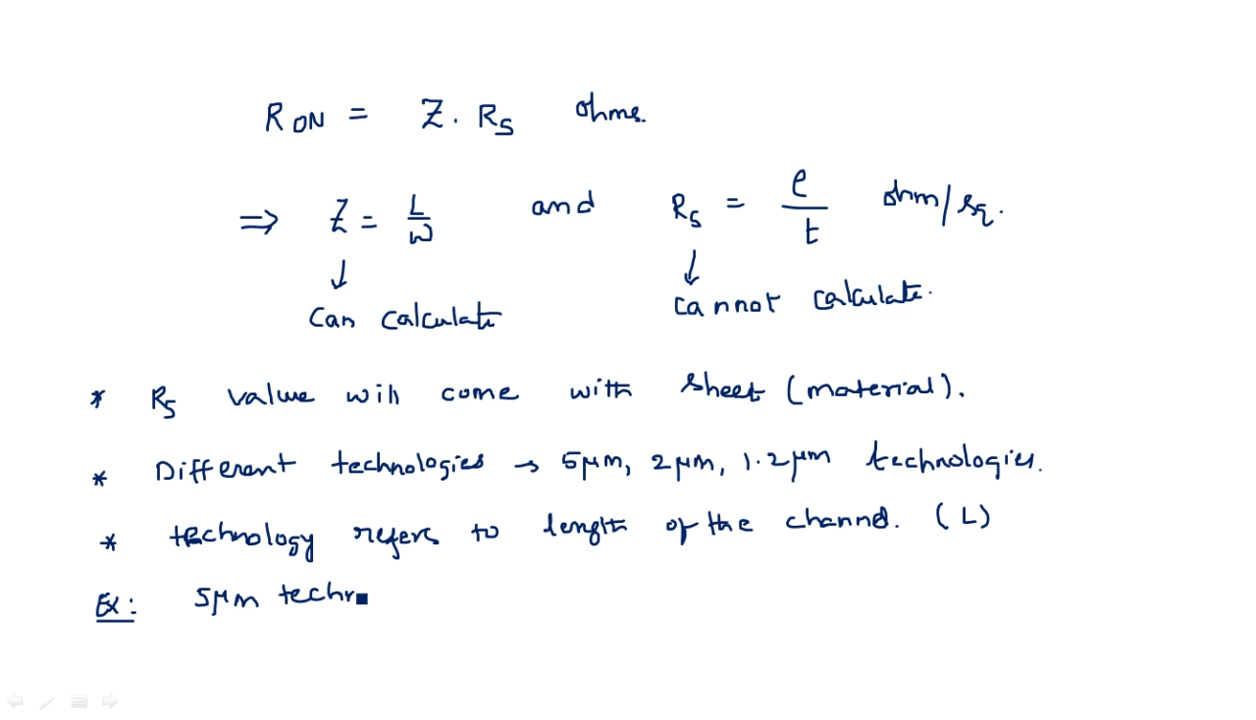 R_ON = Z. R_S ohms.
⇒ Z = L/W and R_S = ρ/t ohm/sq.
↓ ↓
Can calculate cannot calculate.
* R_S value will come with sheet (material).
* Different technologies → 5μm, 2μm, 1.2μm technologies.
* technology refers to length of the channel. (L)
Ex: 5μm techn